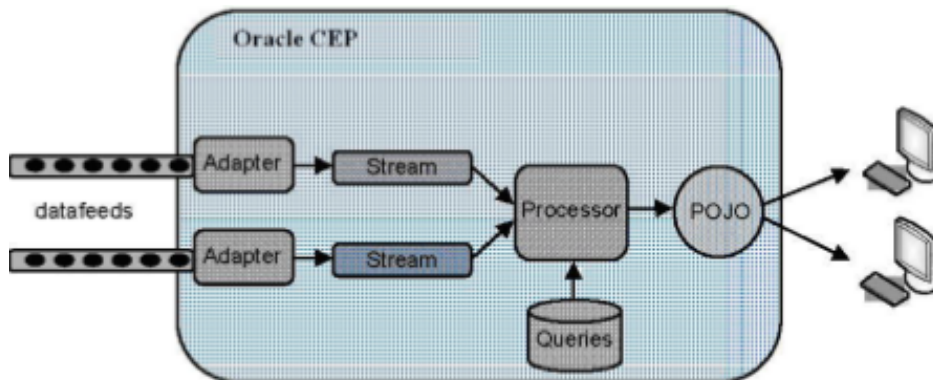 Oracle CEP
Adapter
Stream
datafeeds
Processor
POJO
Adapter
Stream
Queries